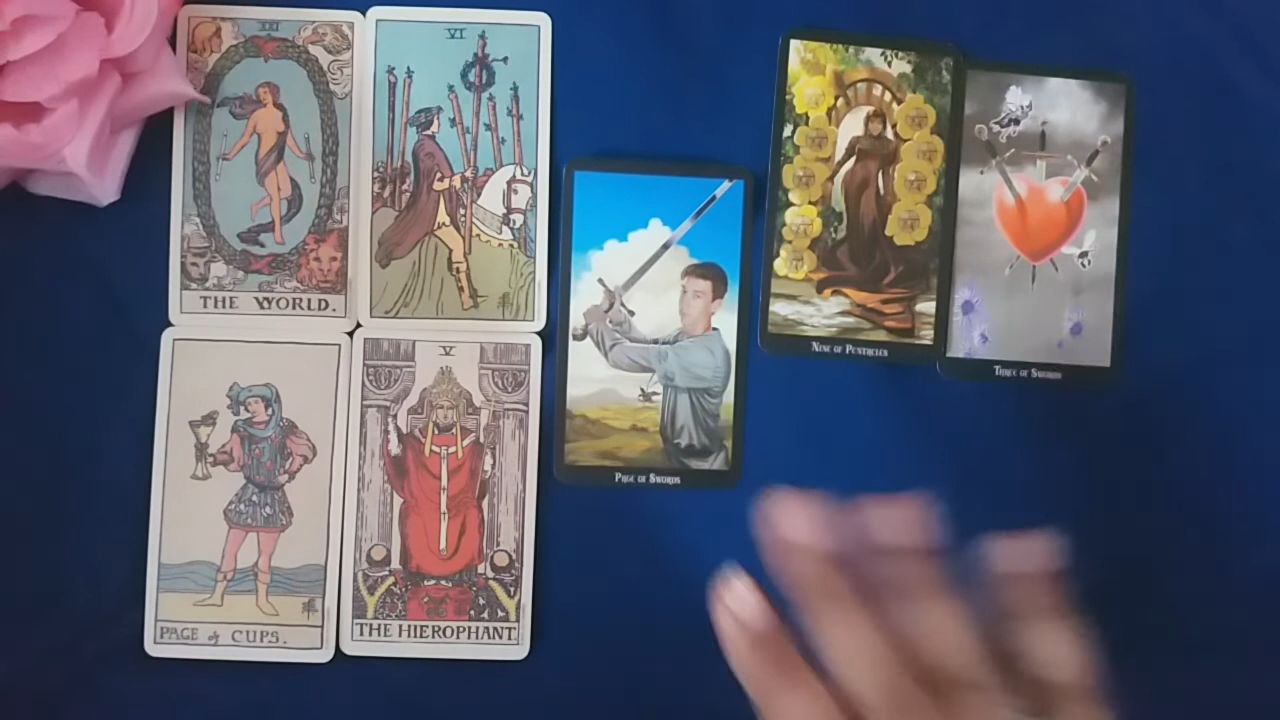 XXI
THE WORLD.
VI
PAGE of CUPS.
V
THE HIEROPHANT.
Page of Swords
Nine of Pentacles
Three of Swords